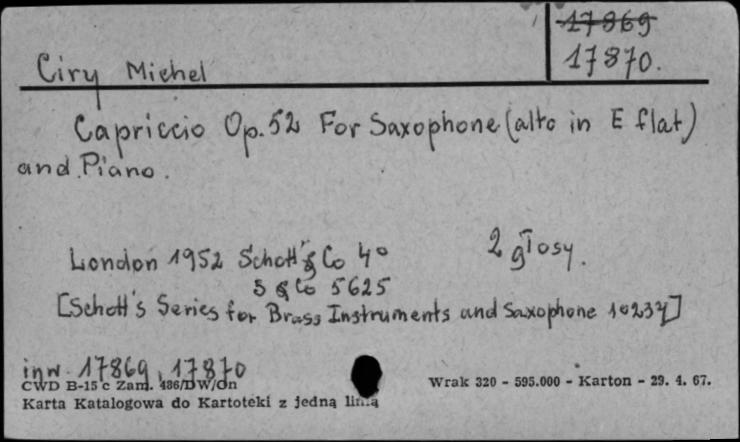 17869
Ciry Michel 17870.
Capriccio Op.52 For Saxophone (alto in E flat)
and Piano.
London 1952 Schott & Co 4° 2 głosy.
S & Co 5625
[Schott's Series for Brass Instruments and Saxophone 10237]
inw. 17869, 17870
CWD B-15 c Zam. 486/DW/On Wrak 320 - 595.000 - Karton - 29. 4. 67.
Karta Katalogowa do Kartoteki z jedną linią